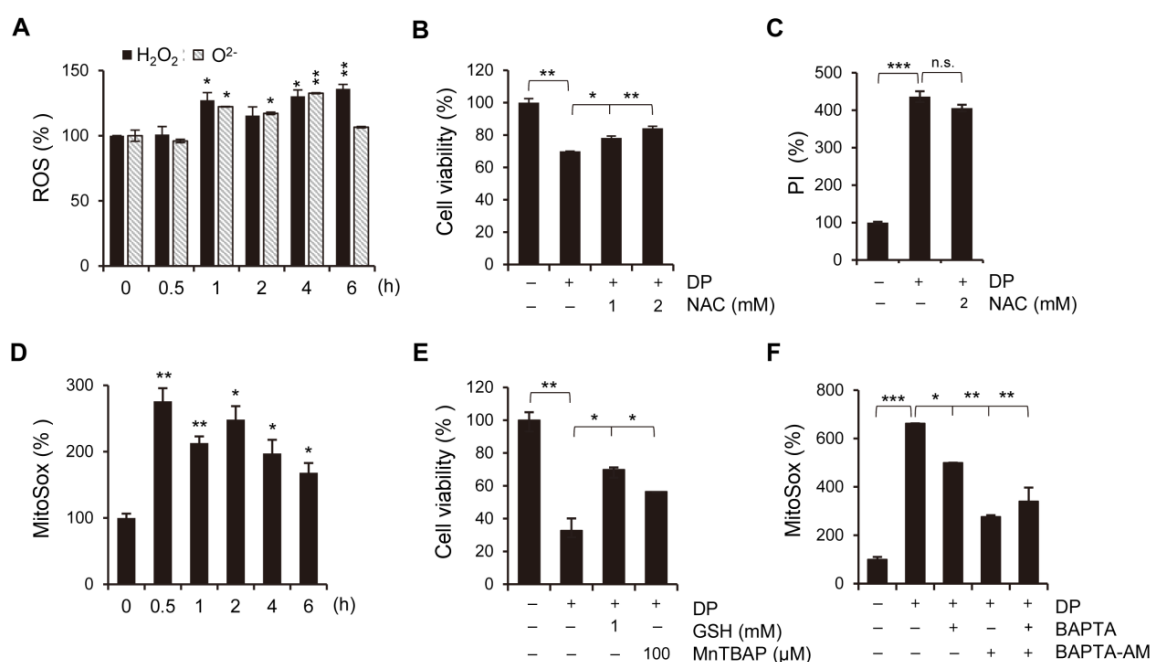 A
H₂O₂ O²⁻
ROS (%)
150
100
50
0
* * * * ** **
0 0.5 1 2 4 6 (h)
B
Cell viability (%)
120
100
80
60
40
20
0
** * **
– + + + DP
1 2 NAC (mM)
–
–
C
PI (%)
500
400
300
200
100
0
*** n.s.
– + + DP
– – 2 NAC (mM)
D
MitoSox (%)
300
200
100
0
** ** * * *
0 0.5 1 2 4 6 (h)
E
Cell viability (%)
120
100
80
60
40
20
0
** * *
– + + + DP
– – 1 GSH (mM)
– – 100 MnTBAP (μM)
F
MitoSox (%)
800
600
400
200
0
*** * ** **
– + + + + DP
– – + – + BAPTA
– – – + + BAPTA-AM